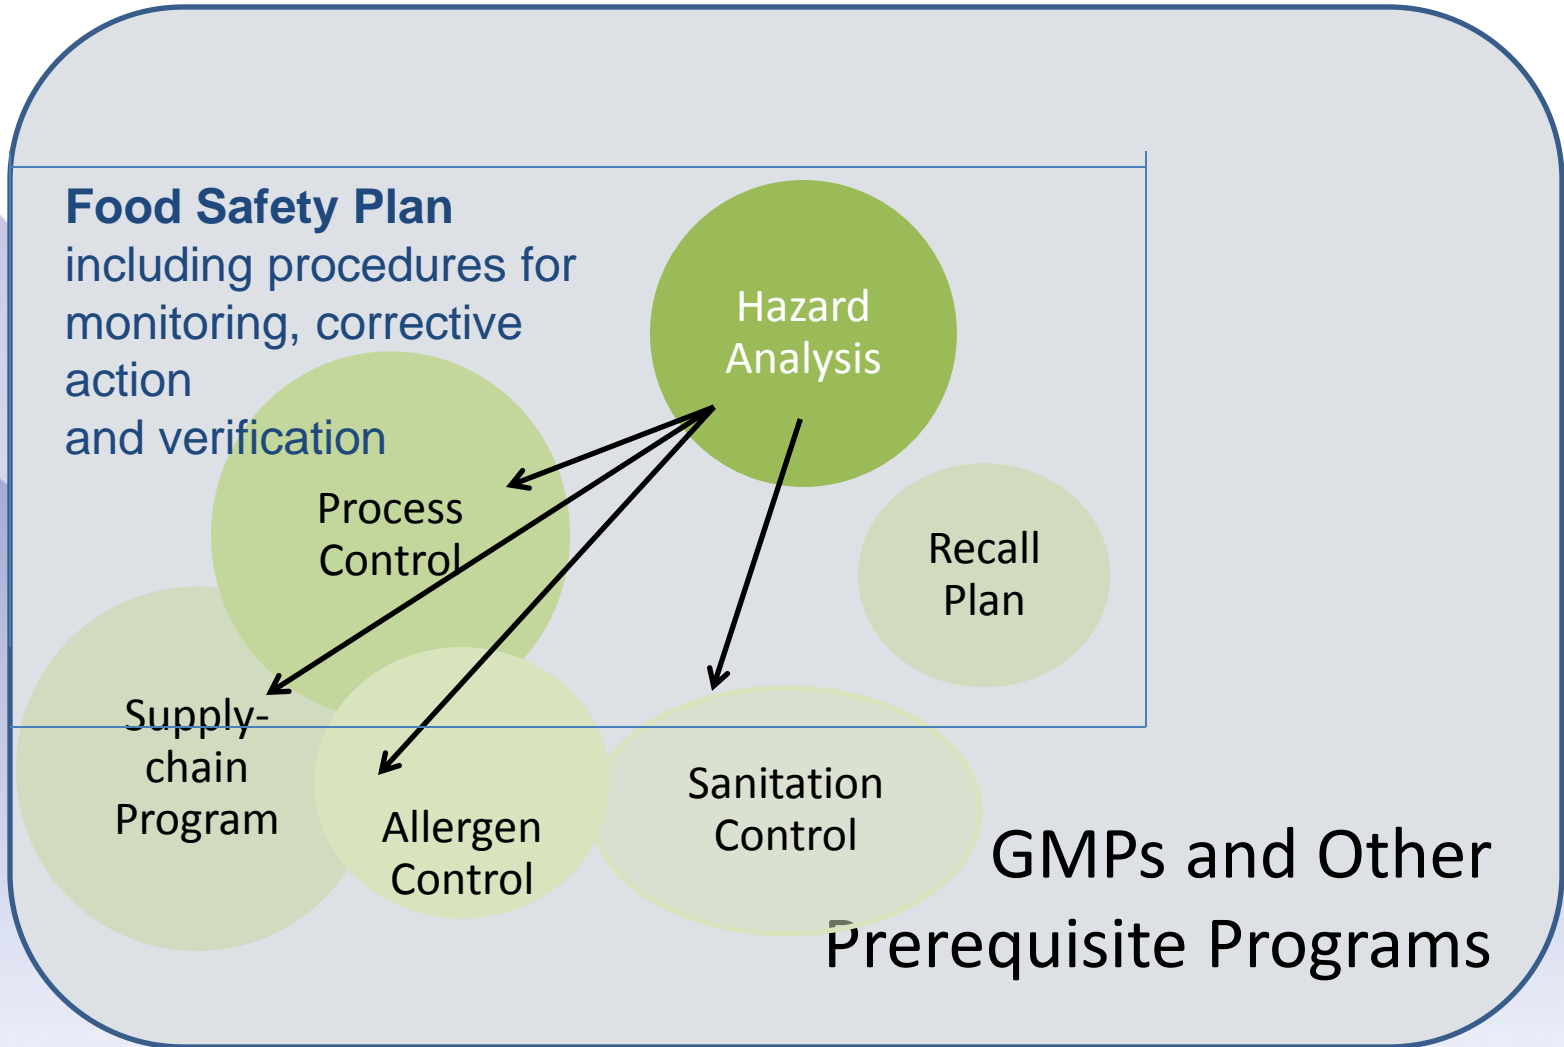 Food Safety Plan
including procedures for
monitoring, corrective
action
and verification
Hazard
Analysis
Process
Control
Recall
Plan
Supply-
chain
Program
Allergen
Control
Sanitation
Control
GMPs and Other
Prerequisite Programs